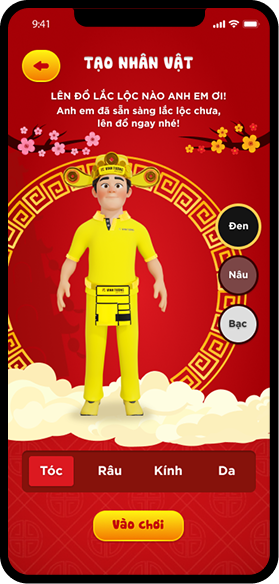 9:41
TẠO NHÂN VẬT
LÊN ĐỒ LẮC LỘC NÀO ANH EM ƠI!
Anh em đã sẵn sàng lắc lộc chưa,
lên đồ ngay nhé!
Đen
Nâu
Bạc
Tóc Râu Kính Da
Vào chơi